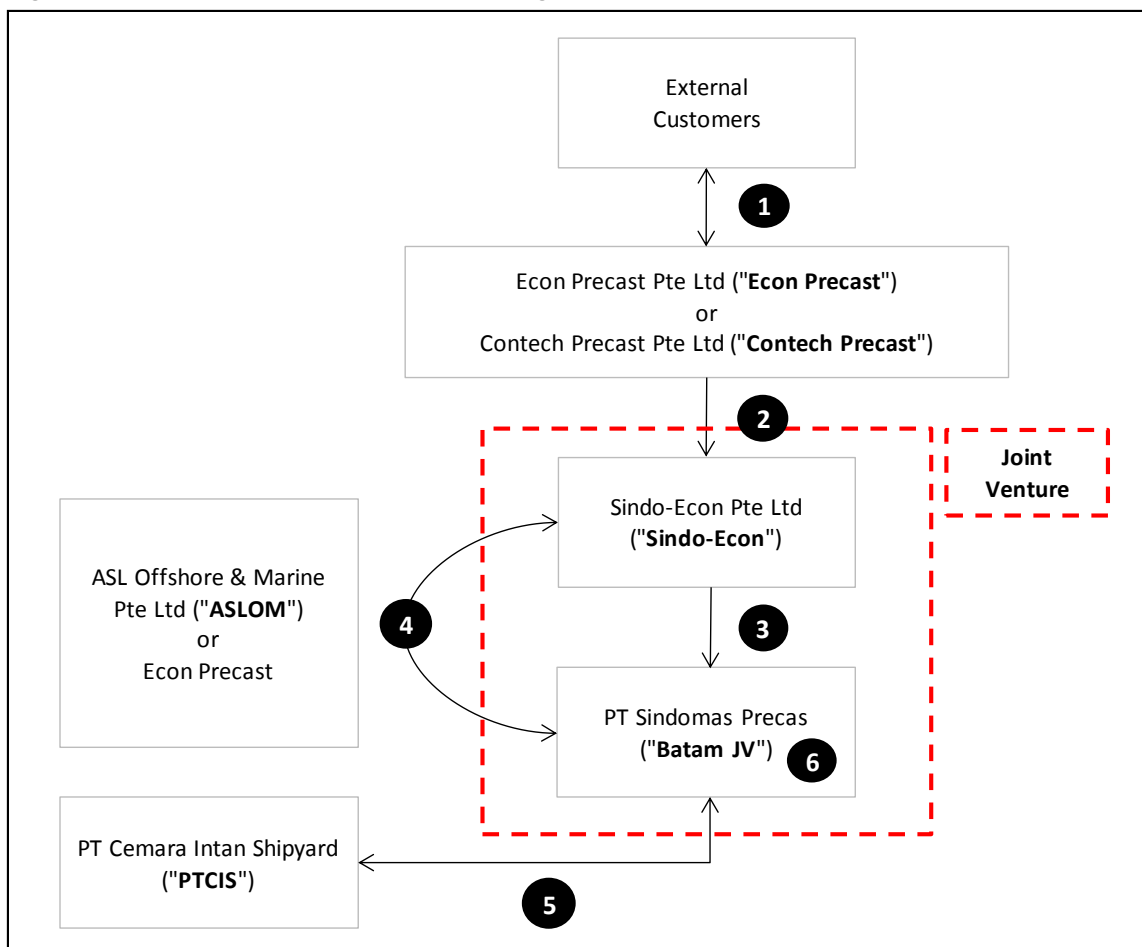 External
Customers
1
Econ Precast Pte Ltd ("Econ Precast")
or
Contech Precast Pte Ltd ("Contech Precast")
2
Joint
Venture
Sindo-Econ Pte Ltd
("Sindo-Econ")
ASL Offshore & Marine
Pte Ltd ("ASLOM")
or
Econ Precast
4
3
PT Sindomas Precas
("Batam JV")
6
PT Cemara Intan Shipyard
("PTCIS")
5